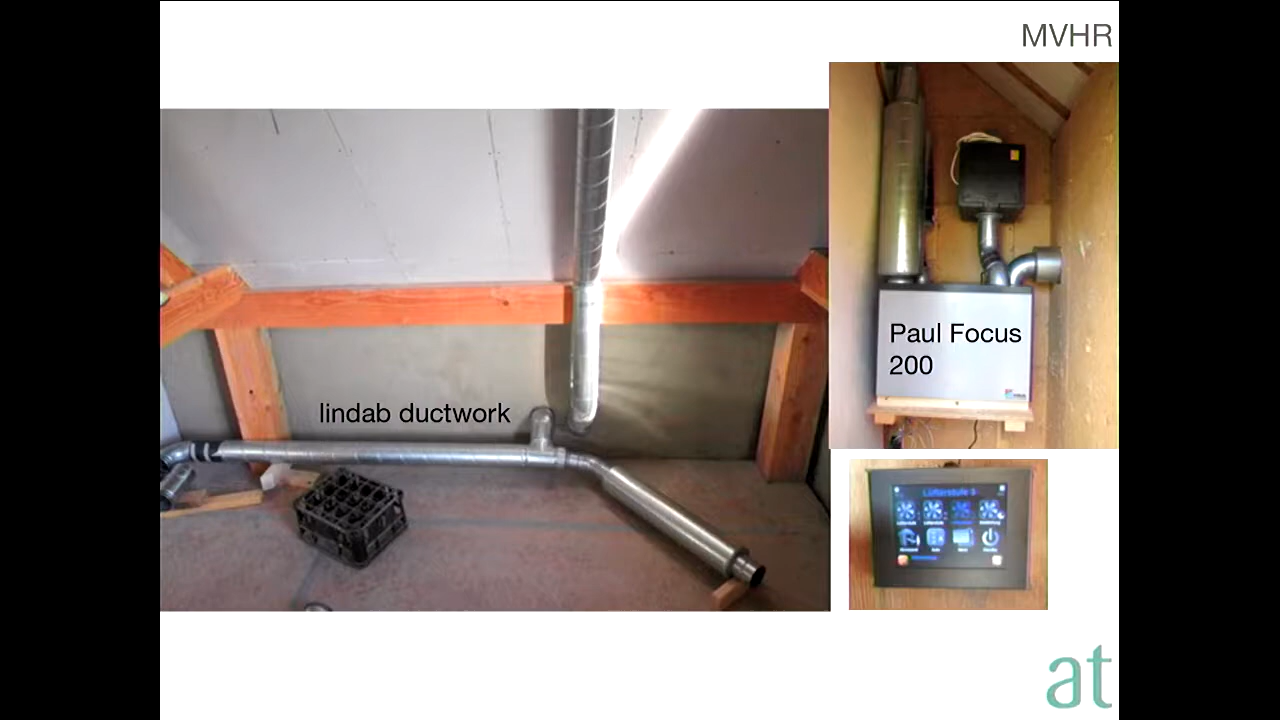 MVHR
lindab ductwork
Paul Focus
200
Lüfterstufe 3
at